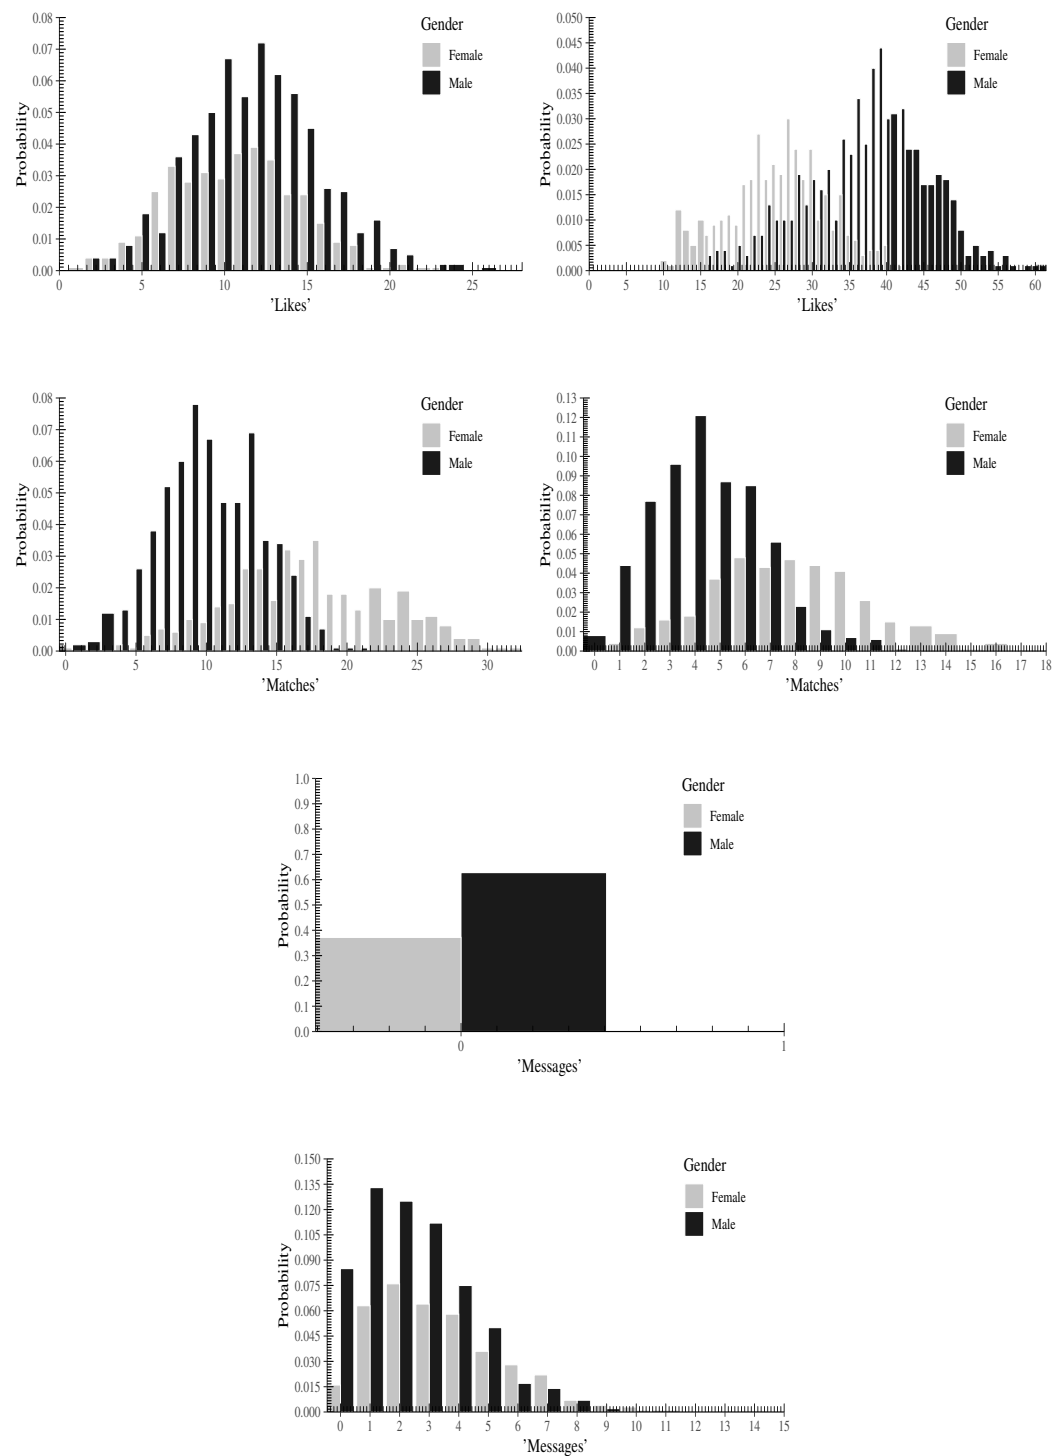 0.08
0.07
0.06
0.05
0.04
0.03
0.02
0.01
0.00
Probability
0 5 10 15 20 25
'Likes'
Gender
Female
Male
0.050
0.045
0.040
0.035
0.030
0.025
0.020
0.015
0.010
0.005
0.000
Probability
0 5 10 15 20 25 30 35 40 45 50 55 60
'Likes'
Gender
Female
Male
0.08
0.07
0.06
0.05
0.04
0.03
0.02
0.01
0.00
Probability
0 5 10 15 20 25 30
'Matches'
Gender
Female
Male
0.13
0.12
0.11
0.10
0.09
0.08
0.07
0.06
0.05
0.04
0.03
0.02
0.01
0.00
Probability
0 1 2 3 4 5 6 7 8 9 10 11 12 13 14 15 16 17 18
'Matches'
Gender
Female
Male
1.0
0.9
0.8
0.7
0.6
0.5
0.4
0.3
0.2
0.1
0.0
Probability
0 1
'Messages'
Gender
Female
Male
0.150
0.135
0.120
0.105
0.090
0.075
0.060
0.045
0.030
0.015
0.000
Probability
0 1 2 3 4 5 6 7 8 9 10 11 12 13 14 15
'Messages'
Gender
Female
Male